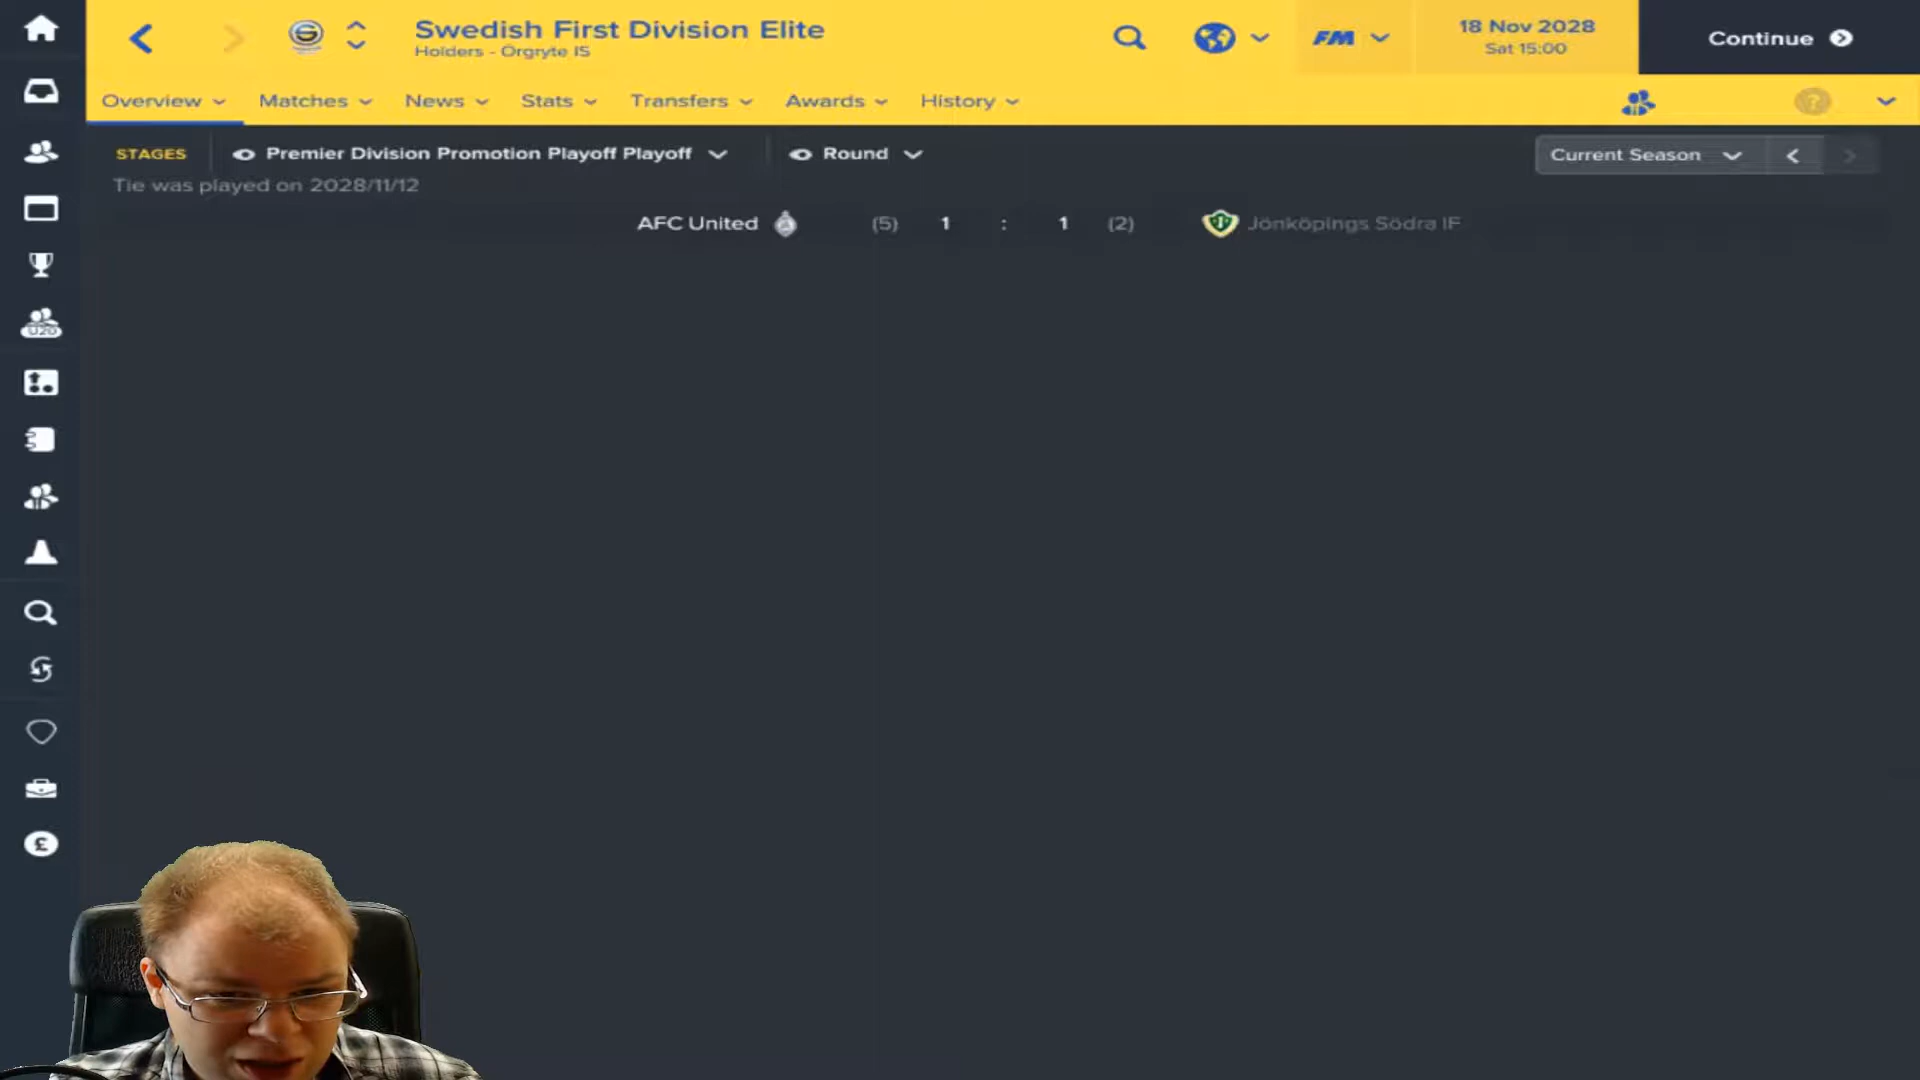 Swedish First Division Elite
Holders - Örgryte IS
FM
18 Nov 2028
Sat 15:00
Continue
Overview
Matches
News
Stats
Transfers
Awards
History
?
STAGES
Premier Division Promotion Playoff Playoff
Round
Current Season
Tie was played on 2028/11/12
AFC United (5) 1 : 1 (2) Jönköpings Södra IF
U20
£